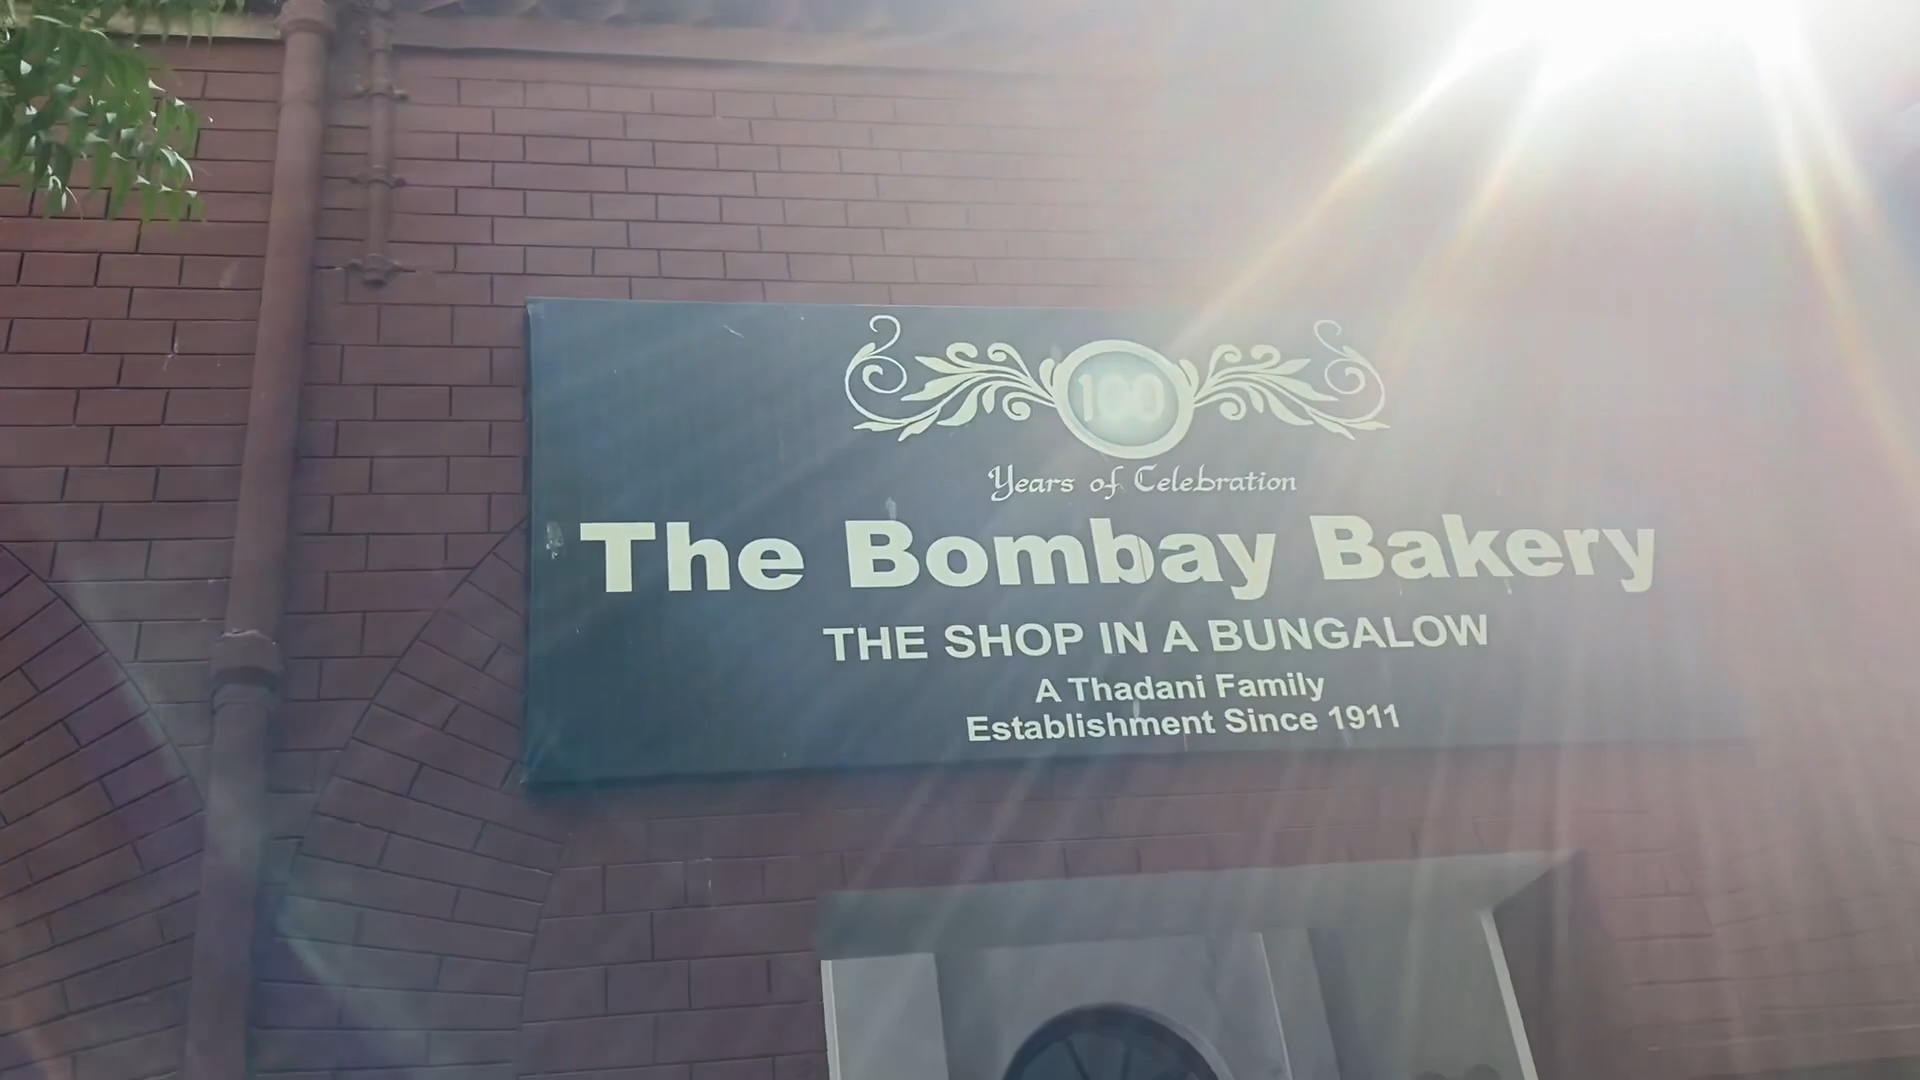 100
Years of Celebration
The Bombay Bakery
THE SHOP IN A BUNGALOW
A Thadani Family
Establishment Since 1911